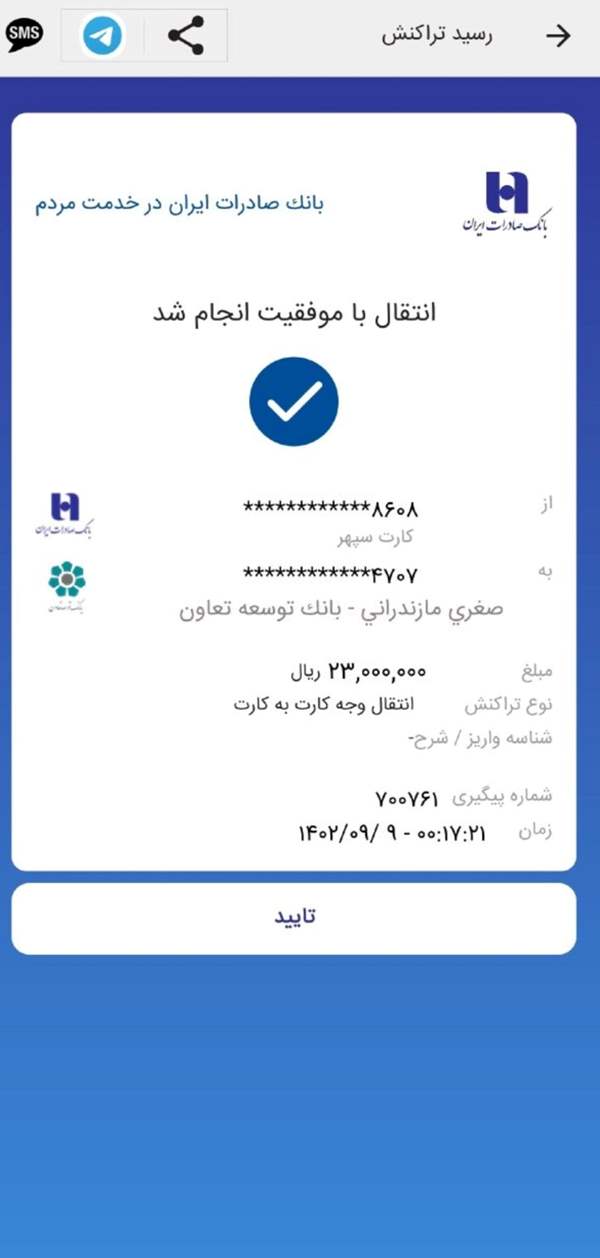 SMS
رسید تراکنش
بانک صادرات ایران
بانك صادرات ایران در خدمت مردم
انتقال با موفقیت انجام شد
از ************۸۶۰۸
بانک صادرات ایران
کارت سپهر
به ************۴۷۰۷
صغري مازندراني - بانك توسعه تعاون
مبلغ ۲۳,۰۰۰,۰۰۰ ریال
نوع تراکنش انتقال وجه کارت به کارت
شناسه واریز / شرح-
شماره پیگیری ۷۰۰۷۶۱
زمان ۱۴۰۲/۰۹/ ۹ - ۰۰:۱۷:۲۱
تایید